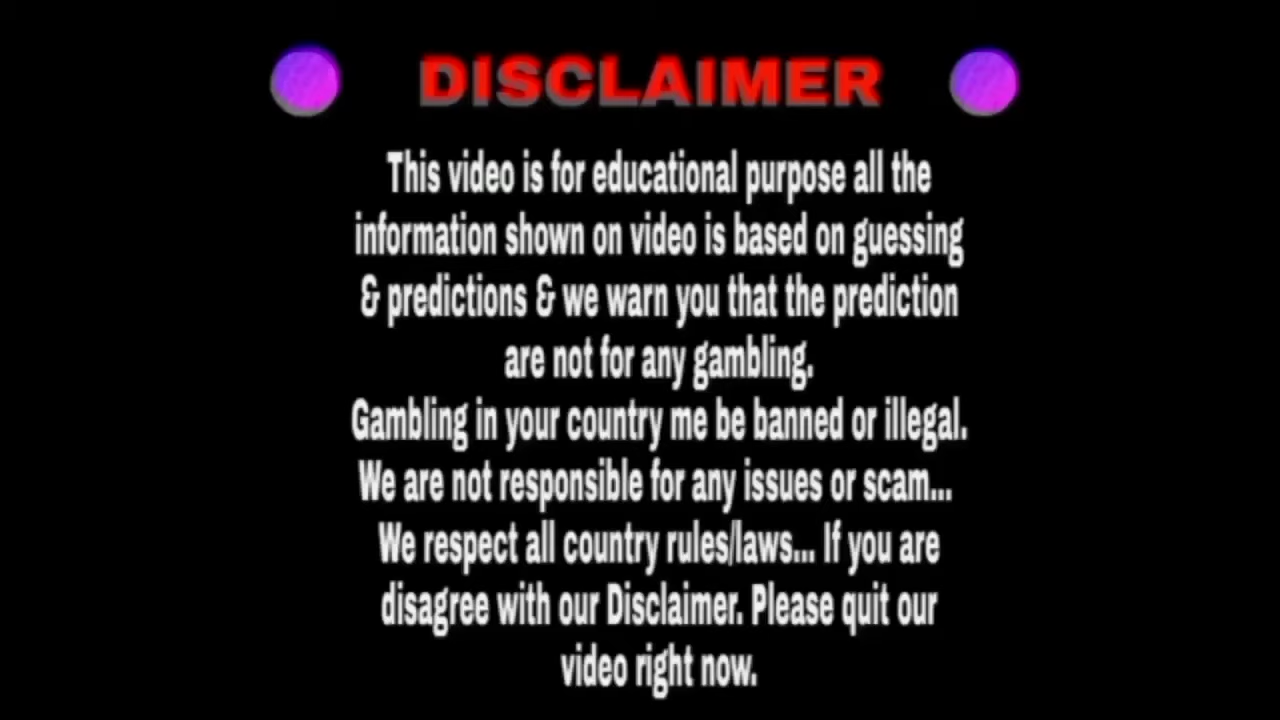 DISCLAIMER
This video is for educational purpose all the
information shown on video is based on guessing
& predictions & we warn you that the prediction
are not for any gambling.
Gambling in your country me be banned or illegal.
We are not responsible for any issues or scam...
We respect all country rules/laws... If you are
disagree with our Disclaimer. Please quit our
video right now.